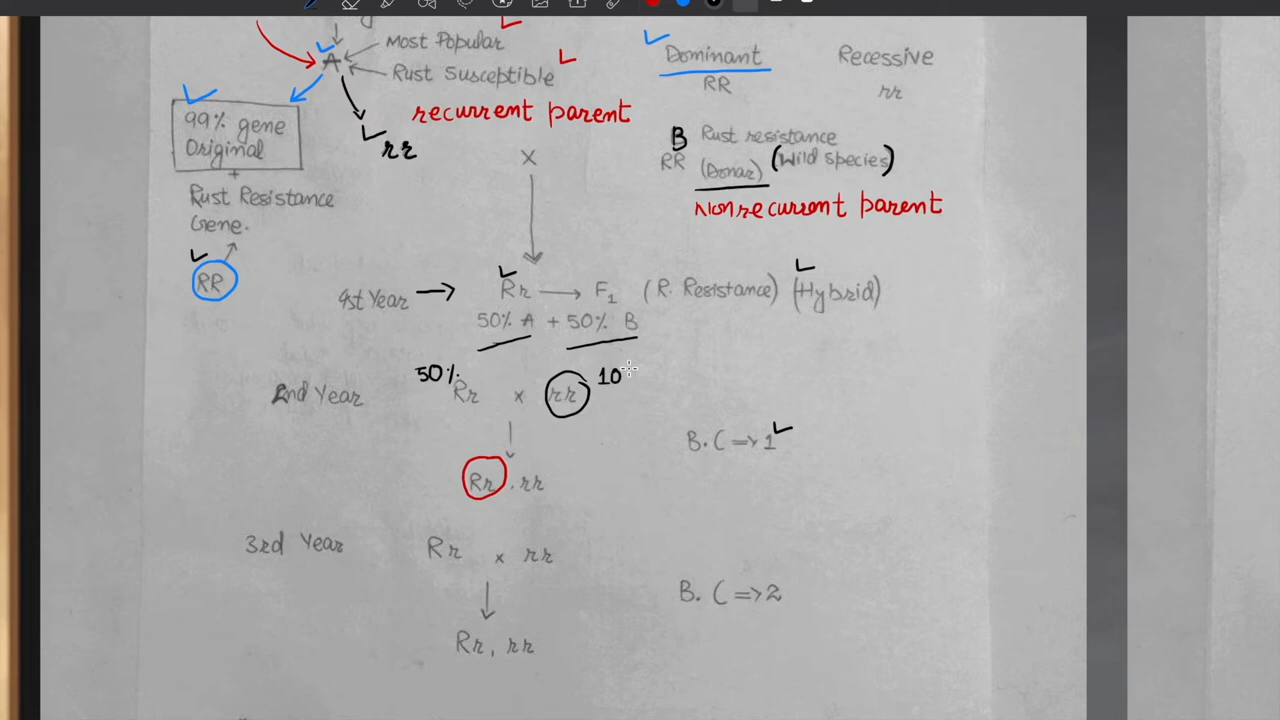 Most Popular
A
Rust Susceptible
recurrent parent
99% gene
Original
+
Rust Resistance
Gene.
RR
rr
Dominant Recessive
RR rr
B Rust resistance
RR (Donar) (Wild species)
Nonrecurrent parent
X
1st Year → Rr → F1 (R. Resistance) (Hybrid)
50% A + 50% B
50% 10
2nd Year Rr x rr
B.C => 1
Rr, rr
3rd Year Rr x rr
B.C => 2
Rr, rr